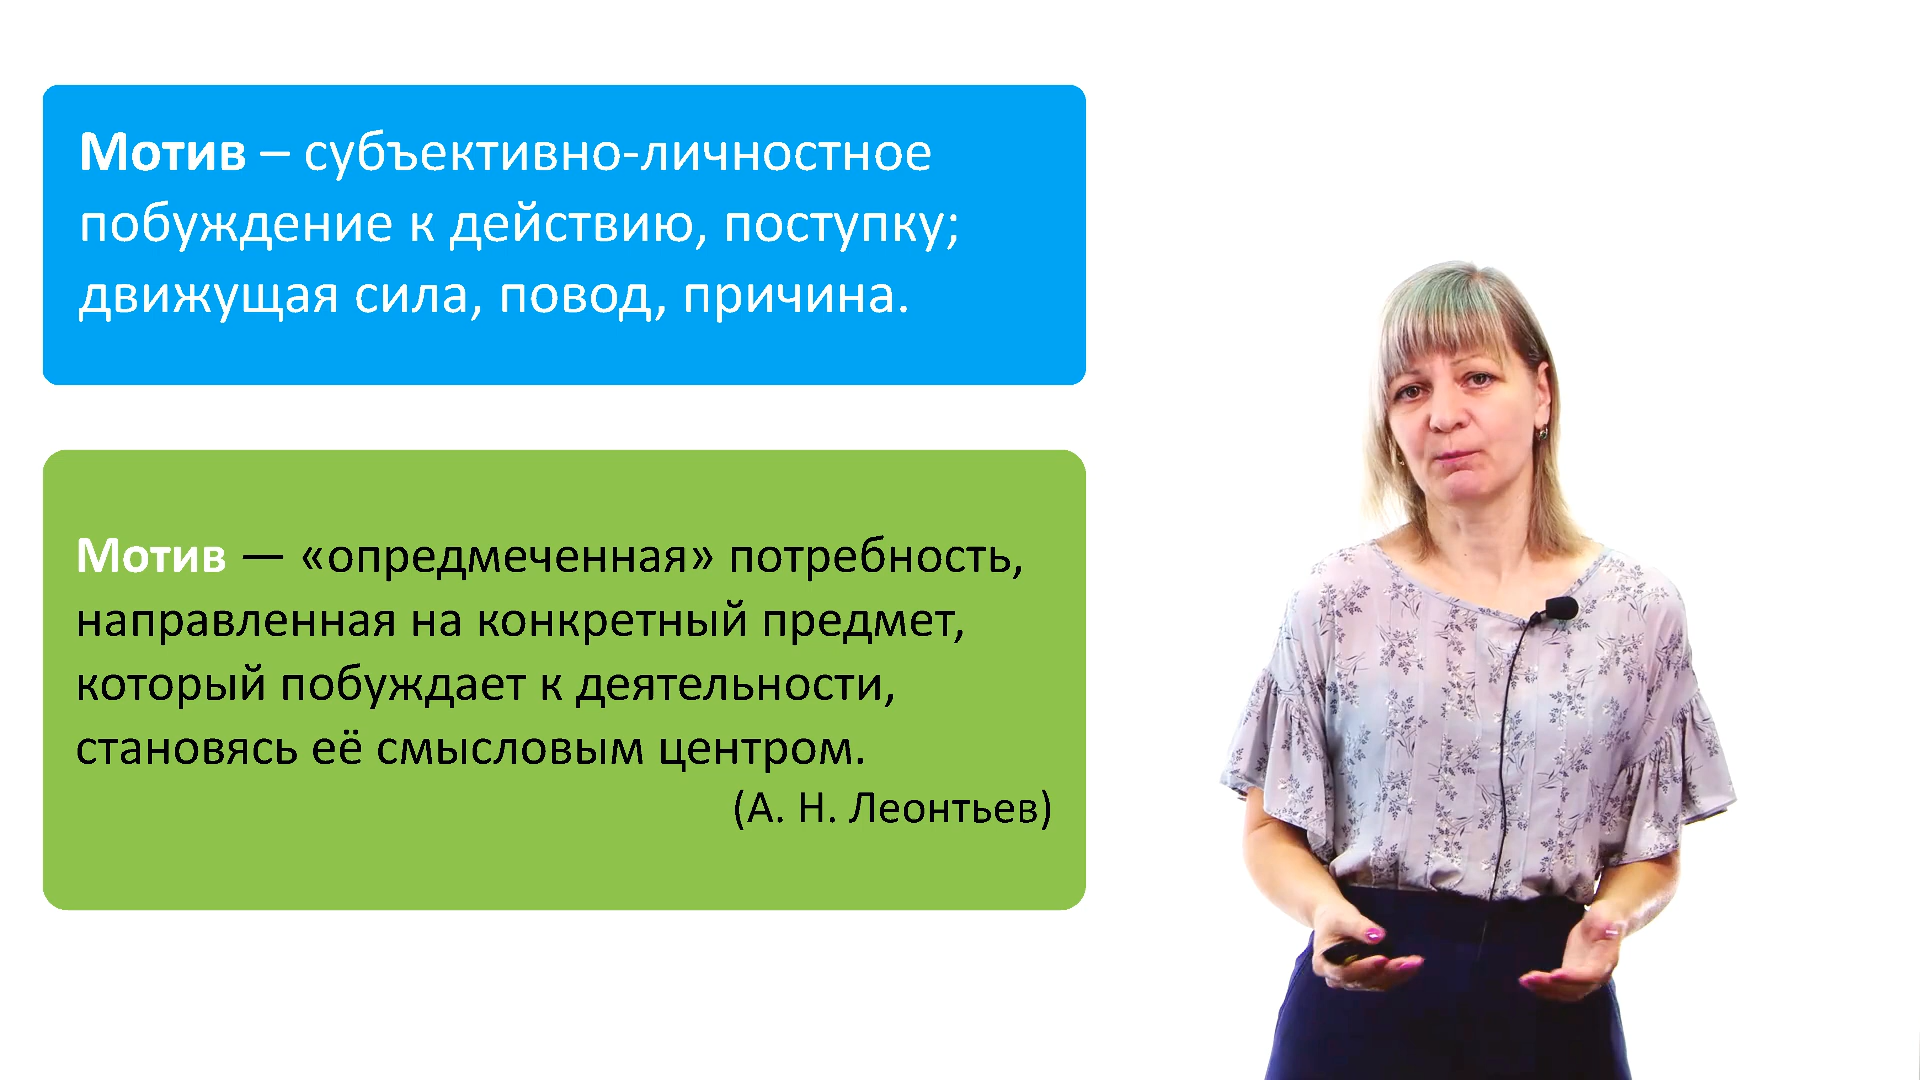 Мотив – субъективно-личностное
побуждение к действию, поступку;
движущая сила, повод, причина.
Мотив — «опредмеченная» потребность,
направленная на конкретный предмет,
который побуждает к деятельности,
становясь её смысловым центром.
(А. Н. Леонтьев)